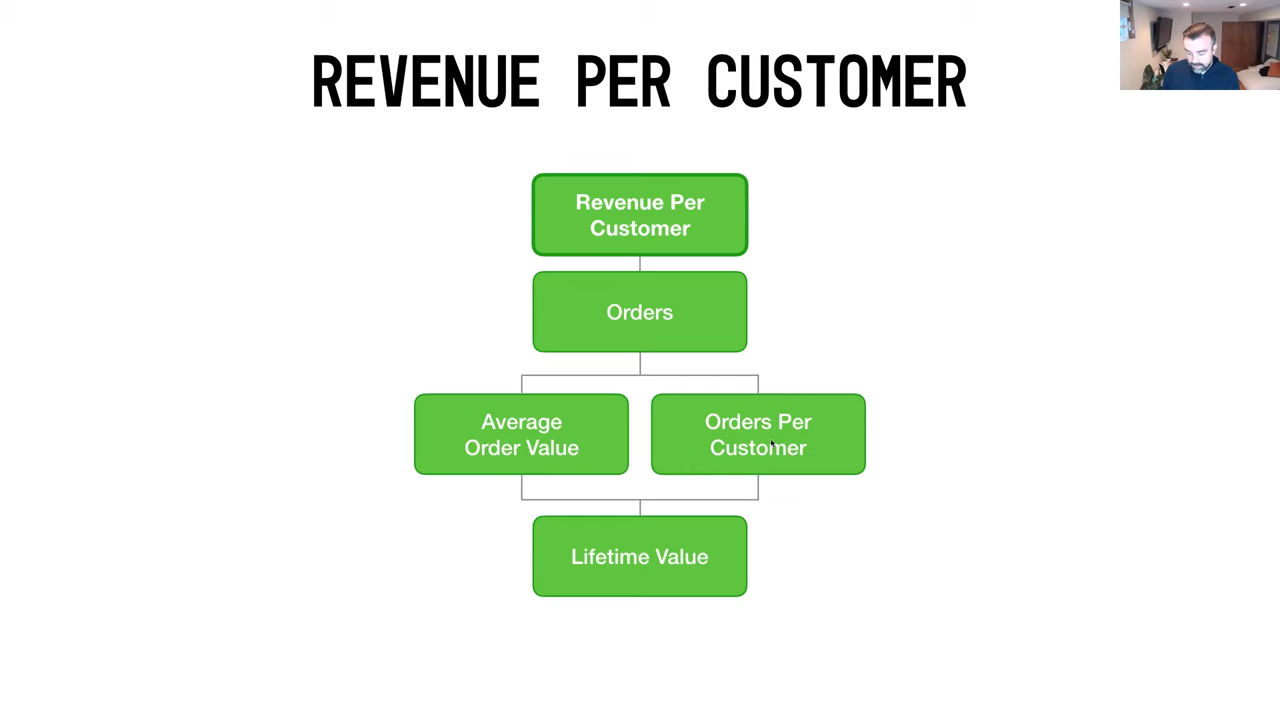 REVENUE PER CUSTOMER
Revenue Per
Customer
Orders
Average
Order Value
Orders Per
Customer
Lifetime Value